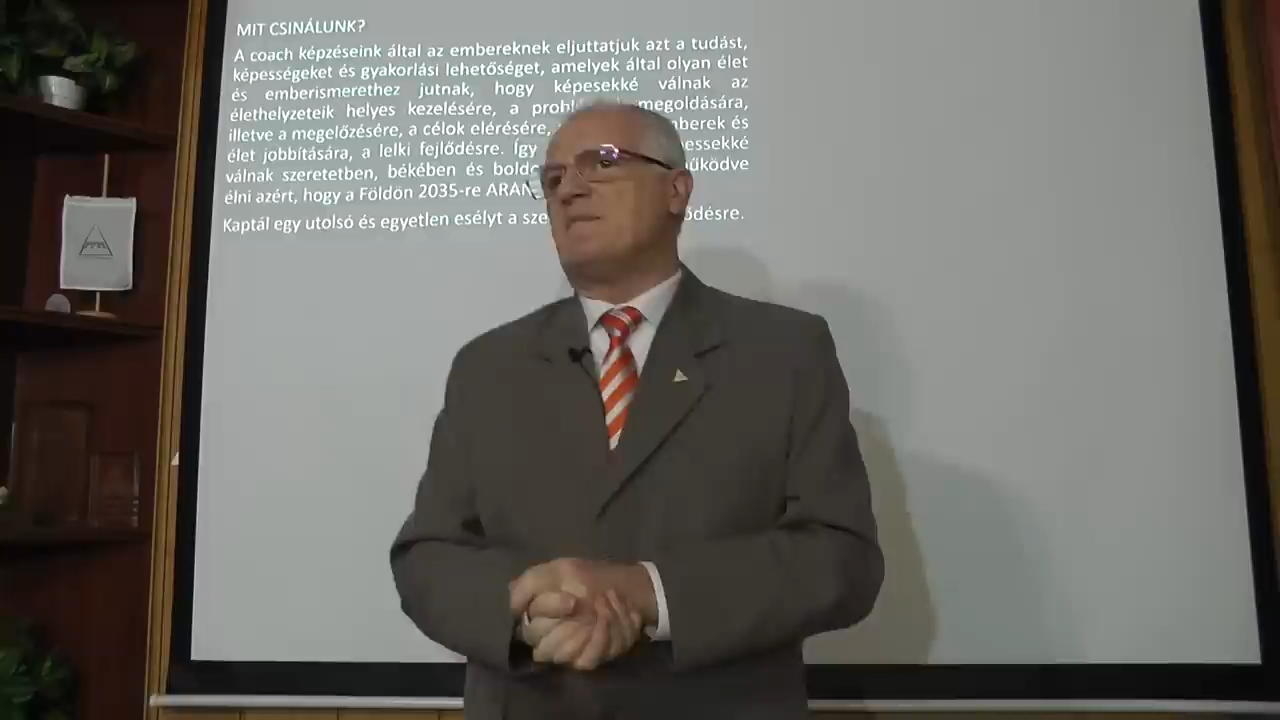 MIT CSINÁLUNK?
A coach képzéseink által az embereknek eljuttatjuk azt a tudást,
képességeket és gyakorlási lehetőséget, amelyek által olyan élet
és emberismerethez jutnak, hogy képesekké válnak az
élethelyzeteik helyes kezelésére, a megoldására,
illetve a megelőzésére, a célok elérésére, és
élet jobbítására, a lelki fejlődésre. Így
válnak szeretetben, békében és
élni azért, hogy a Földön 2035-re
Kaptál egy utolsó és egyetlen esélyt a